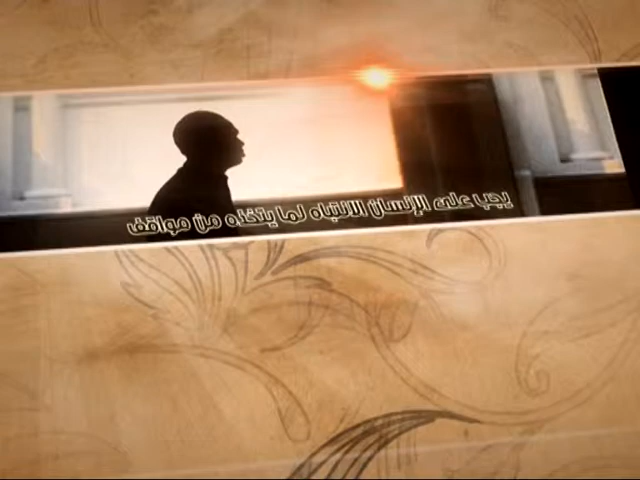 يجب على الإنسان الانتباه لما يتخذه من مواقف